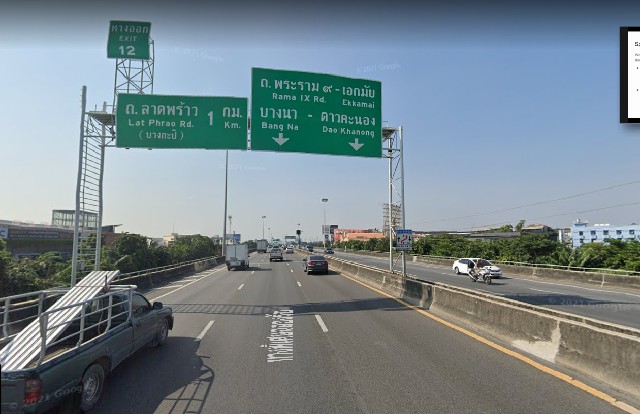 ทางออก
EXIT
12
ถ. ลาดพร้าว 1 กม.
Lat Phrao Rd. Km.
( บางกะปิ )
ถ. พระราม ๙ - เอกมัย
Rama IX Rd. Ekkamai
บางนา - ดาวคะนอง
Bang Na Dao Khanong